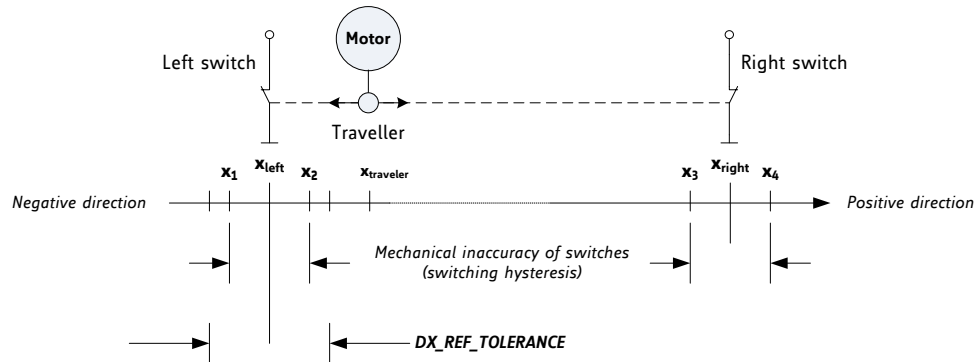 Motor
Left switch
Right switch
Traveller
x1
xleft
x2
xtraveler
x3
xright
x4
Negative direction
Positive direction
Mechanical inaccuracy of switches
(switching hysteresis)
DX_REF_TOLERANCE